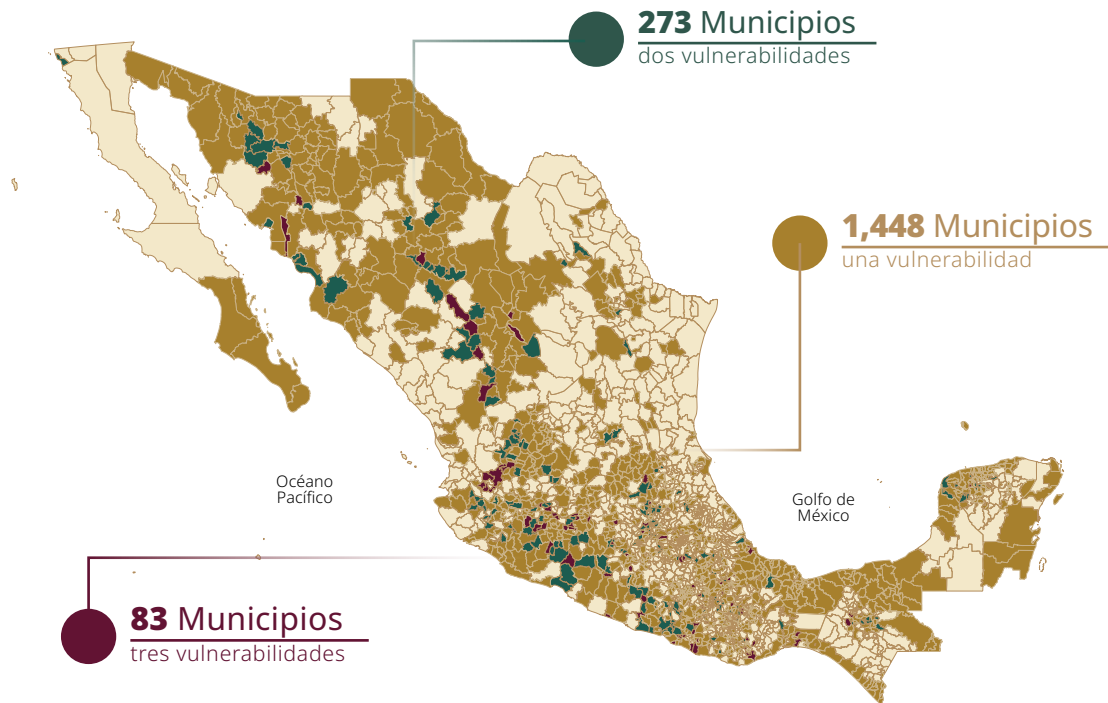 273 Municipios
dos vulnerabilidades
1,448 Municipios
una vulnerabilidad
Océano
Pacífico
Golfo de
México
83 Municipios
tres vulnerabilidades